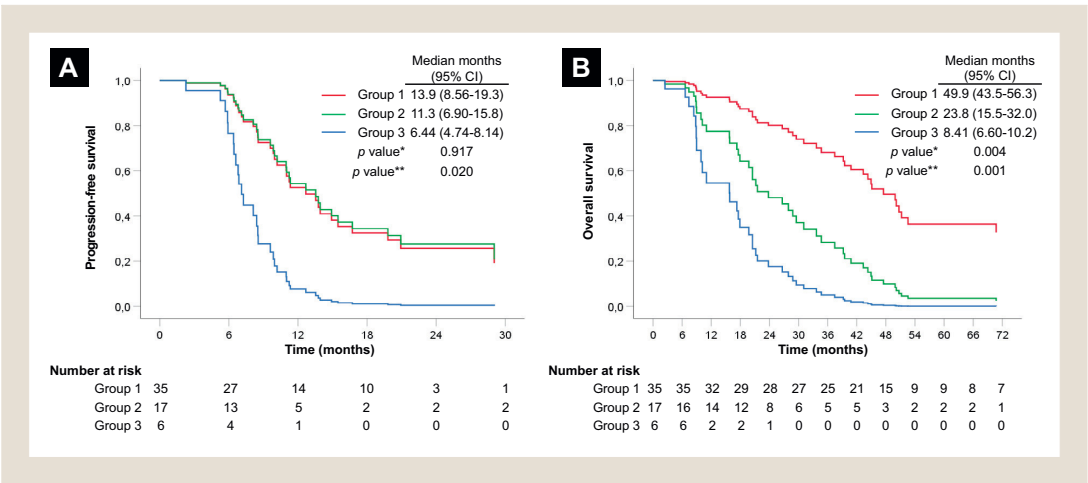 A
Median months
(95% CI)
Group 1 13.9 (8.56-19.3)
Group 2 11.3 (6.90-15.8)
Group 3 6.44 (4.74-8.14)
p value* 0.917
p value** 0.020
Progression-free survival
1,0
0,8
0,6
0,4
0,2
0,0
0 6 12 18 24 30
Time (months)
Number at risk
Group 1 35 27 14 10 3 1
Group 2 17 13 5 2 2 2
Group 3 6 4 1 0 0 0
B
Median months
(95% CI)
Group 1 49.9 (43.5-56.3)
Group 2 23.8 (15.5-32.0)
Group 3 8.41 (6.60-10.2)
p value* 0.004
p value** 0.001
Overall survival
1,0
0,8
0,6
0,4
0,2
0,0
0 6 12 18 24 30 36 42 48 54 60 66 72
Time (months)
Number at risk
Group 1 35 35 32 29 28 27 25 21 15 9 9 8 7
Group 2 17 16 14 12 8 6 5 5 3 2 2 2 1
Group 3 6 6 2 2 1 0 0 0 0 0 0 0 0